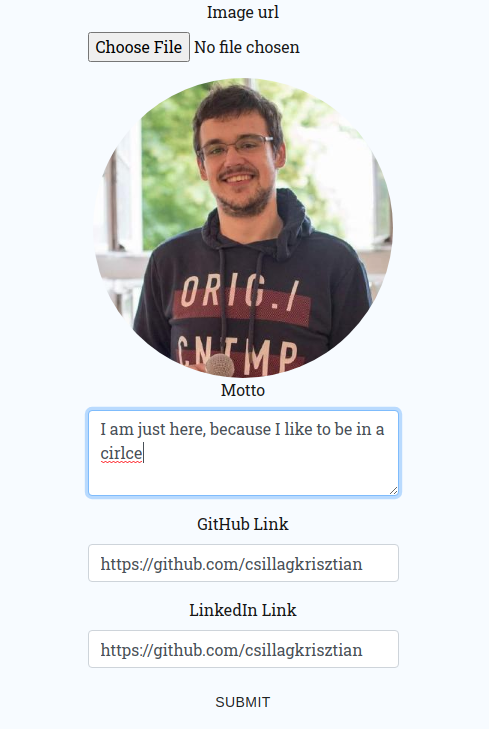 Image url
Choose File No file chosen
ORIG./
CNTMP
Motto
I am just here, because I like to be in a
cirlce
GitHub Link
https://github.com/csillagkrisztian
LinkedIn Link
https://github.com/csillagkrisztian
SUBMIT